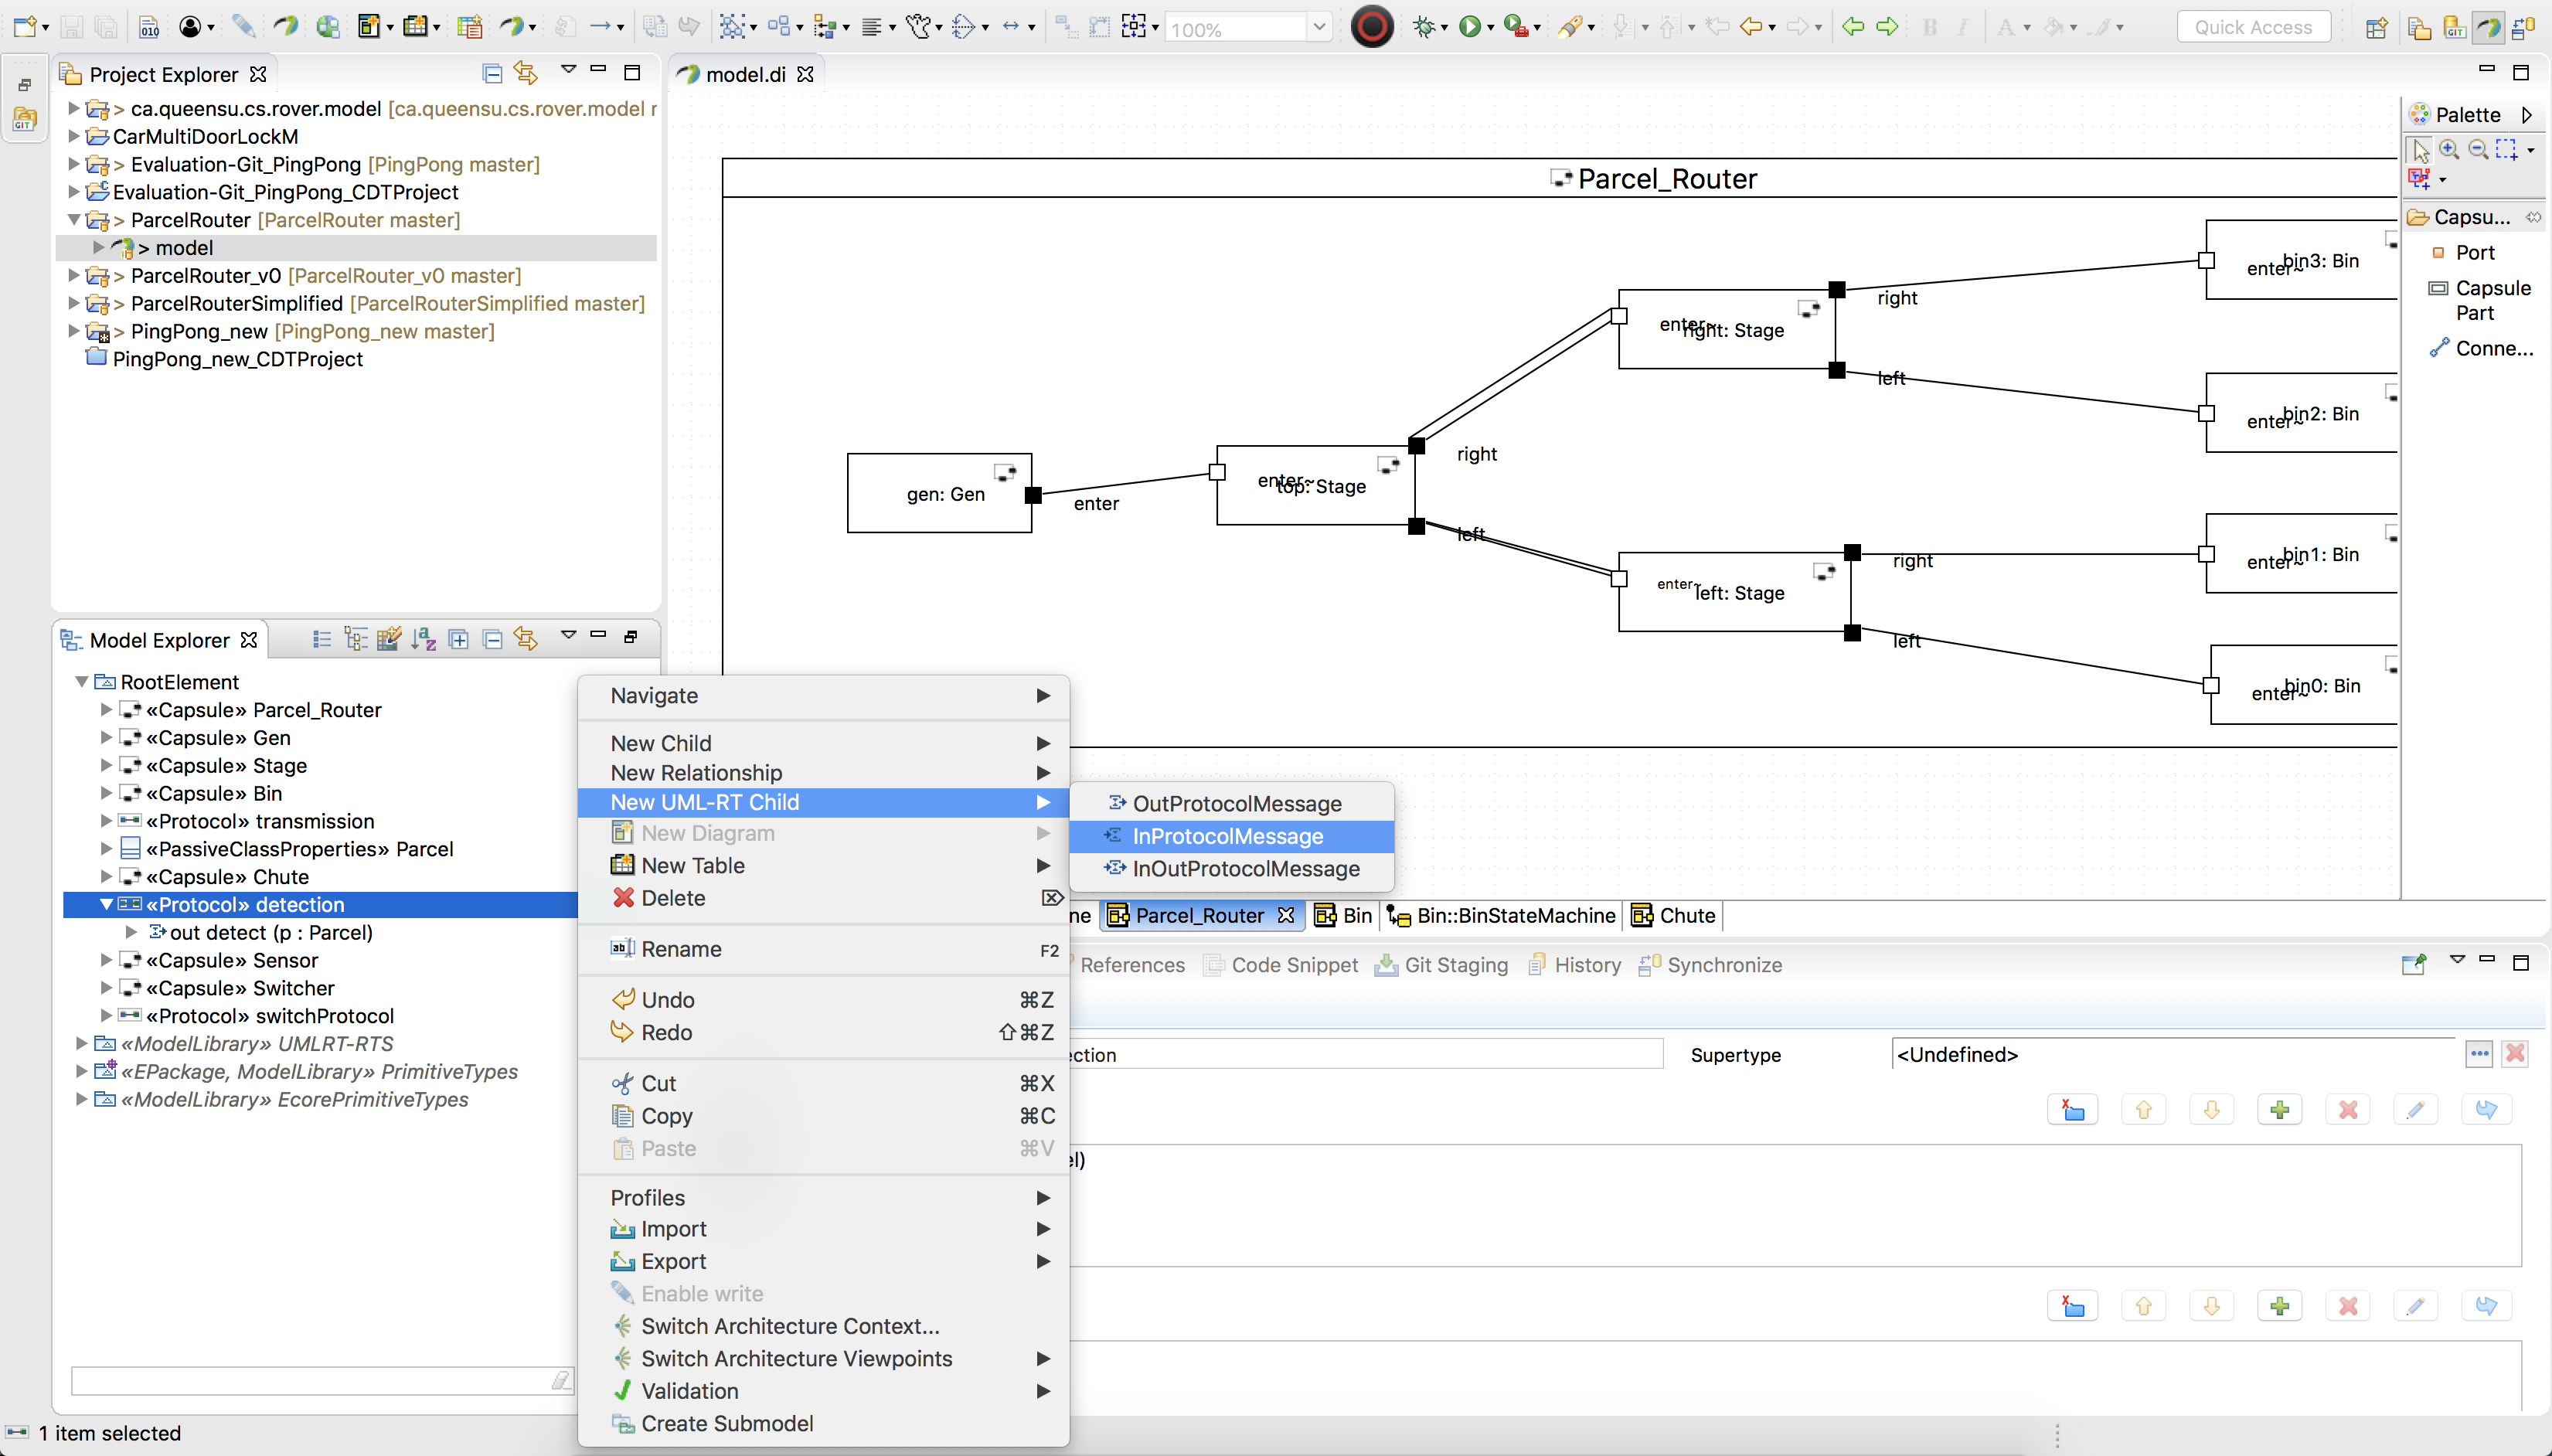 100%
Quick Access
Project Explorer
> ca.queensu.cs.rover.model [ca.queensu.cs.rover.model r
CarMultiDoorLockM
> Evaluation-Git_PingPong [PingPong master]
Evaluation-Git_PingPong_CDTProject
> ParcelRouter [ParcelRouter master]
> model
> ParcelRouter_v0 [ParcelRouter_v0 master]
> ParcelRouterSimplified [ParcelRouterSimplified master]
> PingPong_new [PingPong_new master]
PingPong_new_CDTProject
model.di
Parcel_Router
gen: Gen
enter
enter~
top: Stage
right
left
enter~
right: Stage
right
left
enter~
left: Stage
right
left
enter~
bin3: Bin
enter~
bin2: Bin
enter~
bin1: Bin
enter~
bin0: Bin
Palette
Capsu...
Port
Capsule
Part
Conne...
Model Explorer
RootElement
«Capsule» Parcel_Router
«Capsule» Gen
«Capsule» Stage
«Capsule» Bin
«Protocol» transmission
«PassiveClassProperties» Parcel
«Capsule» Chute
«Protocol» detection
out detect (p : Parcel)
«Capsule» Sensor
«Capsule» Switcher
«Protocol» switchProtocol
«ModelLibrary» UMLRT-RTS
«EPackage, ModelLibrary» PrimitiveTypes
«ModelLibrary» EcorePrimitiveTypes
1 item selected
Navigate
New Child
New Relationship
New UML-RT Child
New Diagram
New Table
Delete
Rename F2
Undo ⌘Z
Redo ⇧⌘Z
Cut ⌘X
Copy ⌘C
Paste ⌘V
Profiles
Import
Export
Enable write
Switch Architecture Context...
Switch Architecture Viewpoints
Validation
Create Submodel
OutProtocolMessage
InProtocolMessage
InOutProtocolMessage
ne
Parcel_Router
Bin
Bin::BinStateMachine
Chute
References
Code Snippet
Git Staging
History
Synchronize
ection
Supertype
<Undefined>
el)